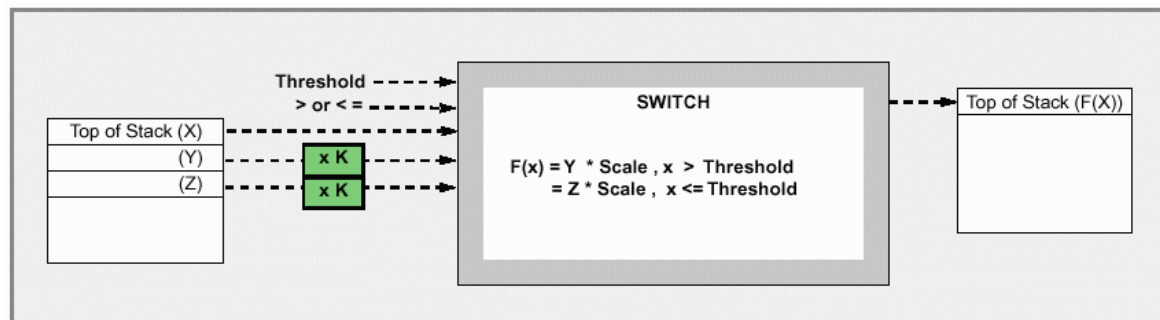 Threshold
> or < =
SWITCH
Top of Stack (F(X))
Top of Stack (X)
(Y)
x K
(Z)
x K
F(x) = Y * Scale , x > Threshold
= Z * Scale , x <= Threshold